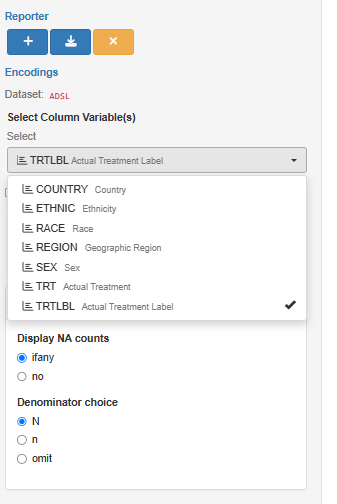 Reporter
Encodings
Dataset: ADSL
Select Column Variable(s)
Select
TRTLBL Actual Treatment Label
COUNTRY Country
ETHNIC Ethnicity
RACE Race
REGION Geographic Region
SEX Sex
TRT Actual Treatment
TRTLBL Actual Treatment Label
Display NA counts
ifany
no
Denominator choice
N
n
omit